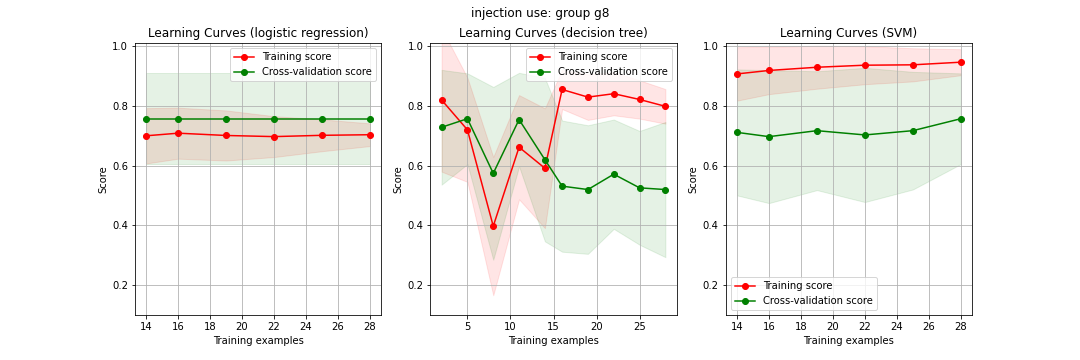 injection use: group g8
Learning Curves (logistic regression)
Training score
Cross-validation score
1.0
0.8
0.6
0.4
0.2
Score
14 16 18 20 22 24 26 28
Training examples
Learning Curves (decision tree)
Training score
Cross-validation score
1.0
0.8
0.6
0.4
0.2
Score
5 10 15 20 25
Training examples
Learning Curves (SVM)
1.0
0.8
0.6
0.4
0.2
Score
Training score
Cross-validation score
14 16 18 20 22 24 26 28
Training examples